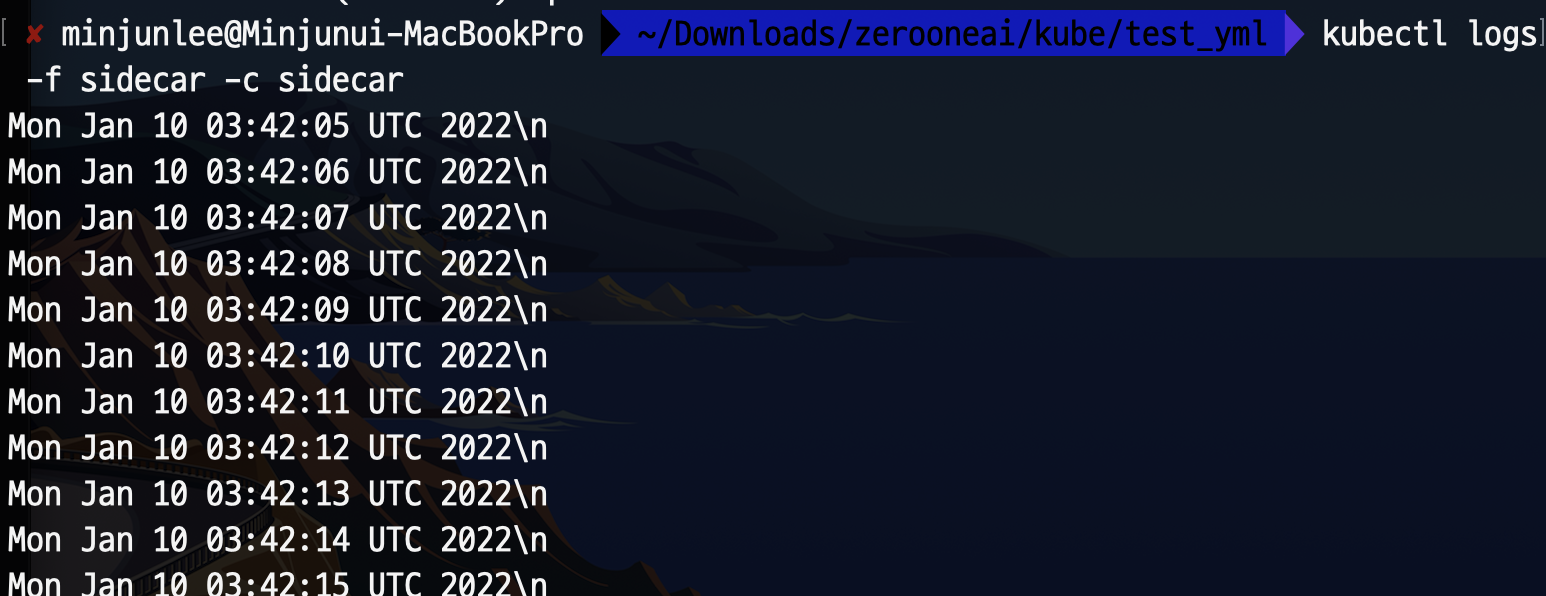 ✘ minjunlee@Minjunui-MacBookPro ~/Downloads/zerooneai/kube/test_yml kubectl logs
-f sidecar -c sidecar
Mon Jan 10 03:42:05 UTC 2022\n
Mon Jan 10 03:42:06 UTC 2022\n
Mon Jan 10 03:42:07 UTC 2022\n
Mon Jan 10 03:42:08 UTC 2022\n
Mon Jan 10 03:42:09 UTC 2022\n
Mon Jan 10 03:42:10 UTC 2022\n
Mon Jan 10 03:42:11 UTC 2022\n
Mon Jan 10 03:42:12 UTC 2022\n
Mon Jan 10 03:42:13 UTC 2022\n
Mon Jan 10 03:42:14 UTC 2022\n
Mon Jan 10 03:42:15 UTC 2022\n